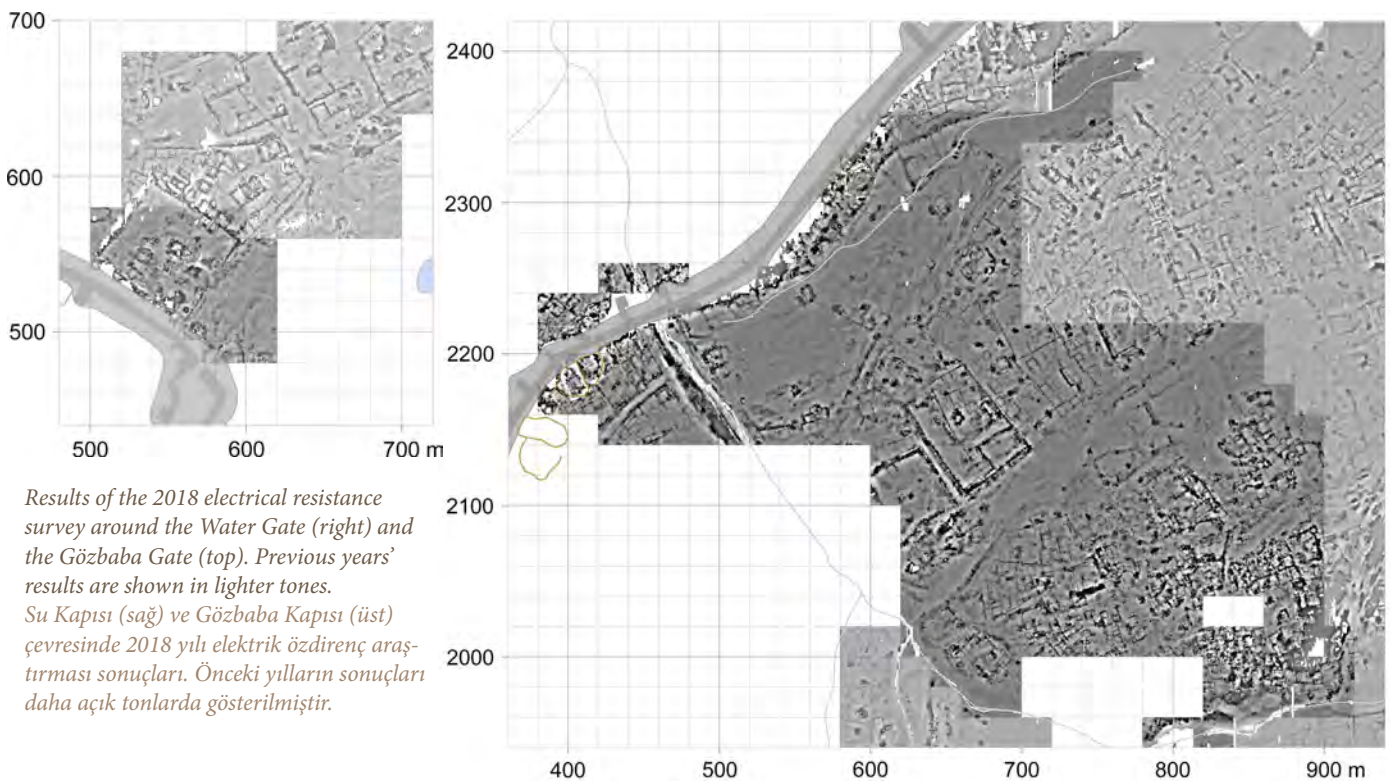 700
600
500
500 600 700 m
2400
2300
2200
2100
2000
400 500 600 700 800 900 m
Results of the 2018 electrical resistance
survey around the Water Gate (right) and
the Gözbaba Gate (top). Previous years’
results are shown in lighter tones.
Su Kapısı (sağ) ve Gözbaba Kapısı (üst)
çevresinde 2018 yılı elektrik özdirenç araş-
tırması sonuçları. Önceki yılların sonuçları
daha açık tonlarda gösterilmiştir.